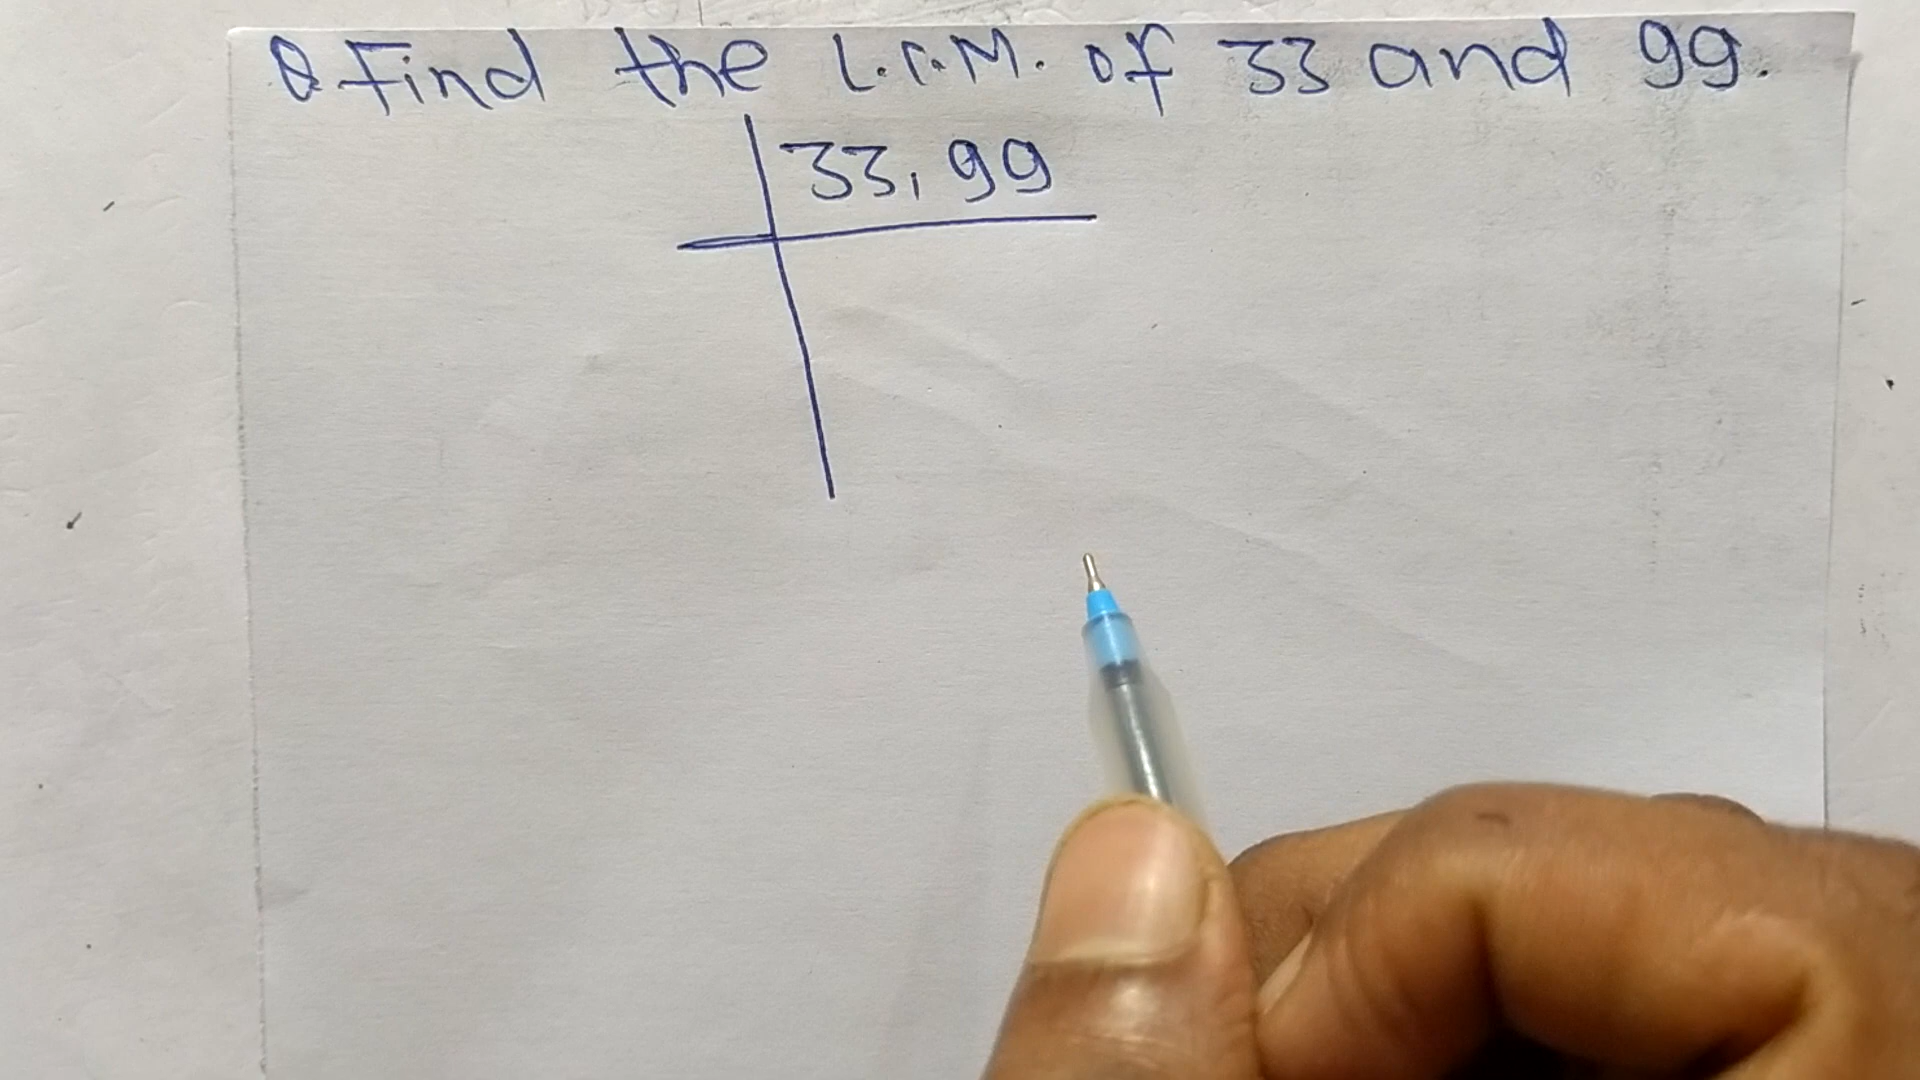 Q Find the L.C.M. of 33 and 99.
33, 99